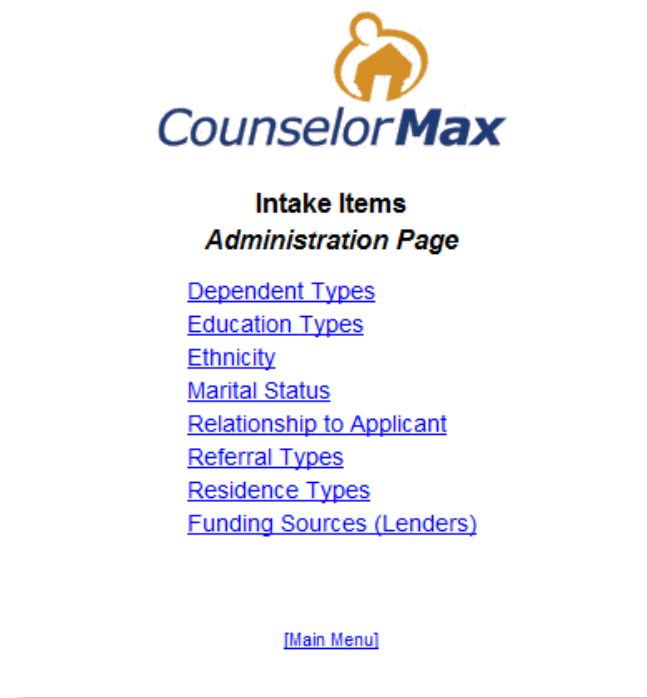 CounselorMax
Intake Items
Administration Page
Dependent Types
Education Types
Ethnicity
Marital Status
Relationship to Applicant
Referral Types
Residence Types
Funding Sources (Lenders)
[Main Menu]